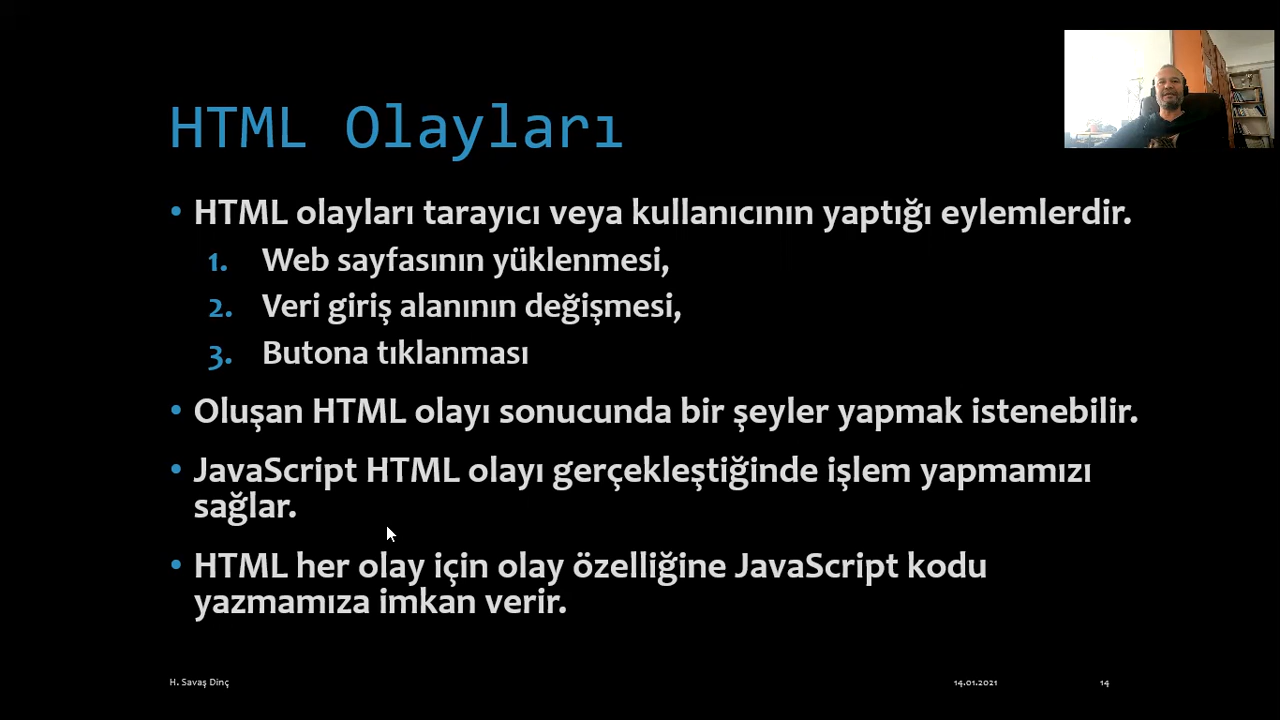 HTML Olayları
• HTML olayları tarayıcı veya kullanıcının yaptığı eylemlerdir.
1. Web sayfasının yüklenmesi,
2. Veri giriş alanının değişmesi,
3. Butona tıklanması
• Oluşan HTML olayı sonucunda bir şeyler yapmak istenebilir.
• JavaScript HTML olayı gerçekleştiğinde işlem yapmamızı
sağlar.
• HTML her olay için olay özelliğine JavaScript kodu
yazmamıza imkan verir.
H. Savaş Dinç 14.01.2021 14